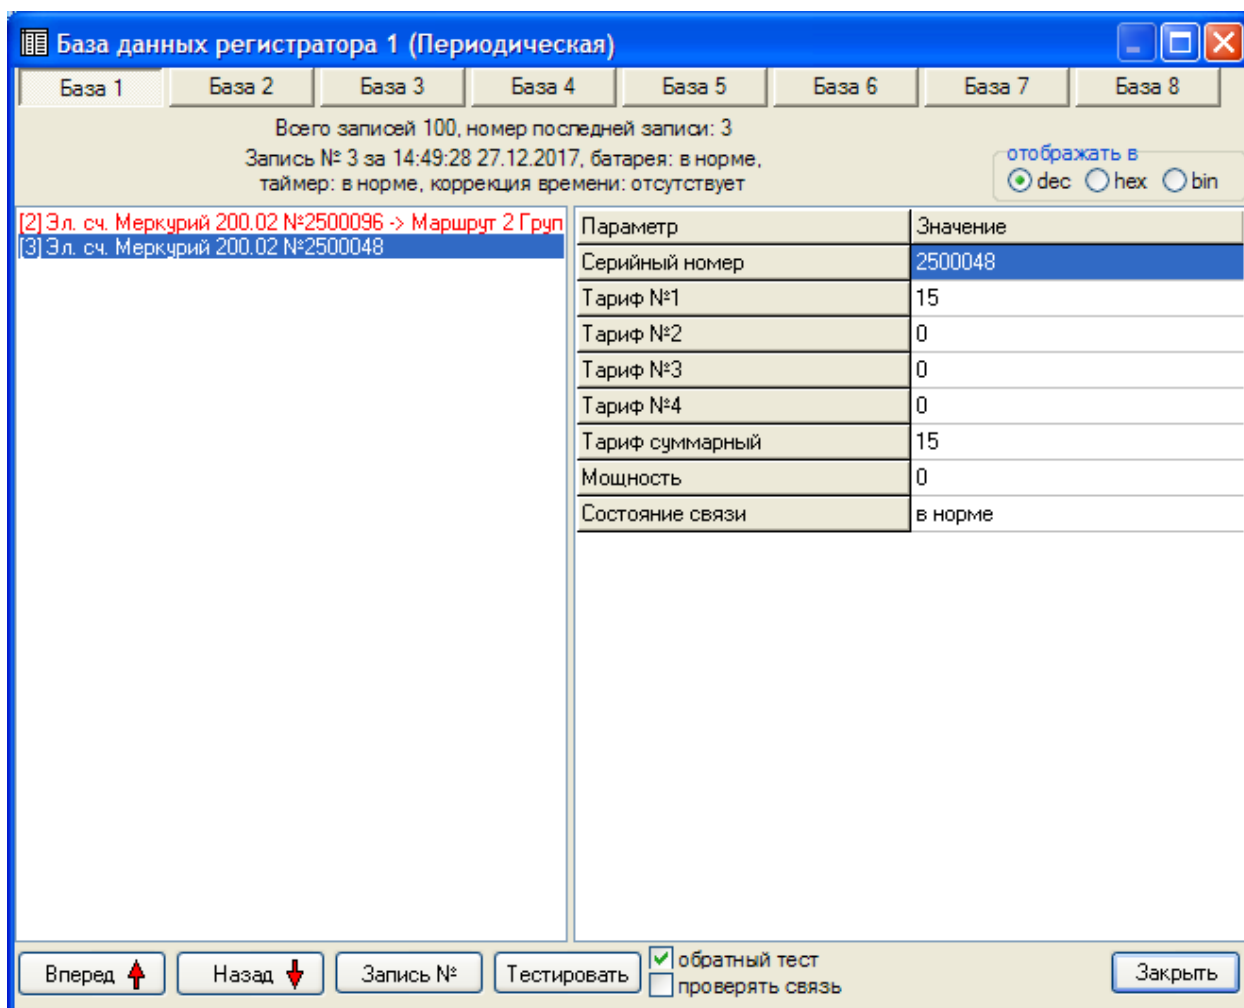 База данных регистратора 1 (Периодическая)
База 1 База 2 База 3 База 4 База 5 База 6 База 7 База 8
Всего записей 100, номер последней записи: 3
Запись № 3 за 14:49:28 27.12.2017, батарея: в норме,
таймер: в норме, коррекция времени: отсутствует
отображать в
dec hex bin
[2] Эл. сч. Меркурий 200.02 №2500096 -> Маршрут 2 Груп
[3] Эл. сч. Меркурий 200.02 №2500048
Параметр Значение
Серийный номер 2500048
Тариф №1 15
Тариф №2 0
Тариф №3 0
Тариф №4 0
Тариф суммарный 15
Мощность 0
Состояние связи в норме
Вперед Назад Запись № Тестировать
обратный тест
проверять связь
Закрыть